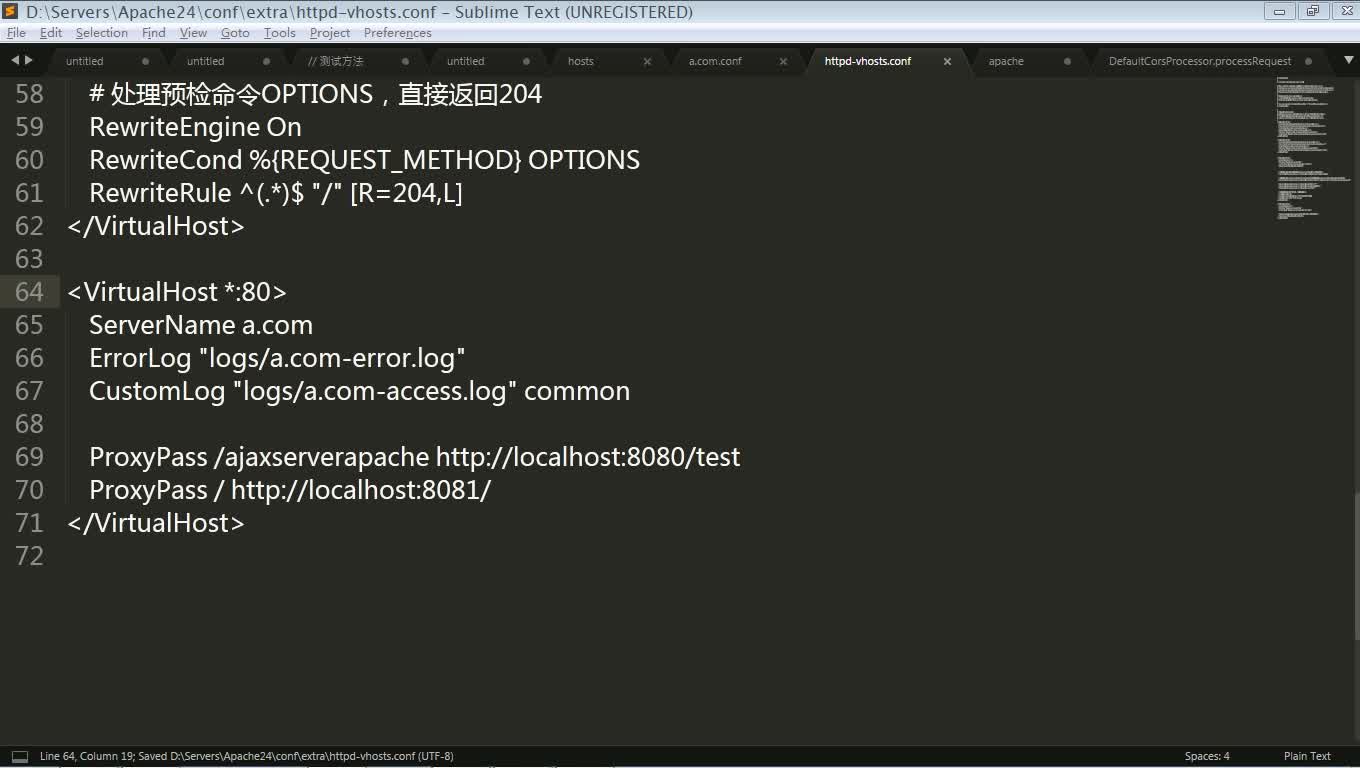 D:\Servers\Apache24\conf\extra\httpd-vhosts.conf - Sublime Text (UNREGISTERED)
File Edit Selection Find View Goto Tools Project Preferences
untitled untitled // 测试方法 untitled hosts a.com.conf httpd-vhosts.conf apache DefaultCorsProcessor.processRequest
58 # 处理预检命令OPTIONS，直接返回204
59 RewriteEngine On
60 RewriteCond %{REQUEST_METHOD} OPTIONS
61 RewriteRule ^(.*)$ "/" [R=204,L]
62 </VirtualHost>
63
64 <VirtualHost *:80>
65 ServerName a.com
66 ErrorLog "logs/a.com-error.log"
67 CustomLog "logs/a.com-access.log" common
68
69 ProxyPass /ajaxserverapache http://localhost:8080/test
70 ProxyPass / http://localhost:8081/
71 </VirtualHost>
72
Line 64, Column 19; Saved D:\Servers\Apache24\conf\extra\httpd-vhosts.conf (UTF-8) Spaces: 4 Plain Text